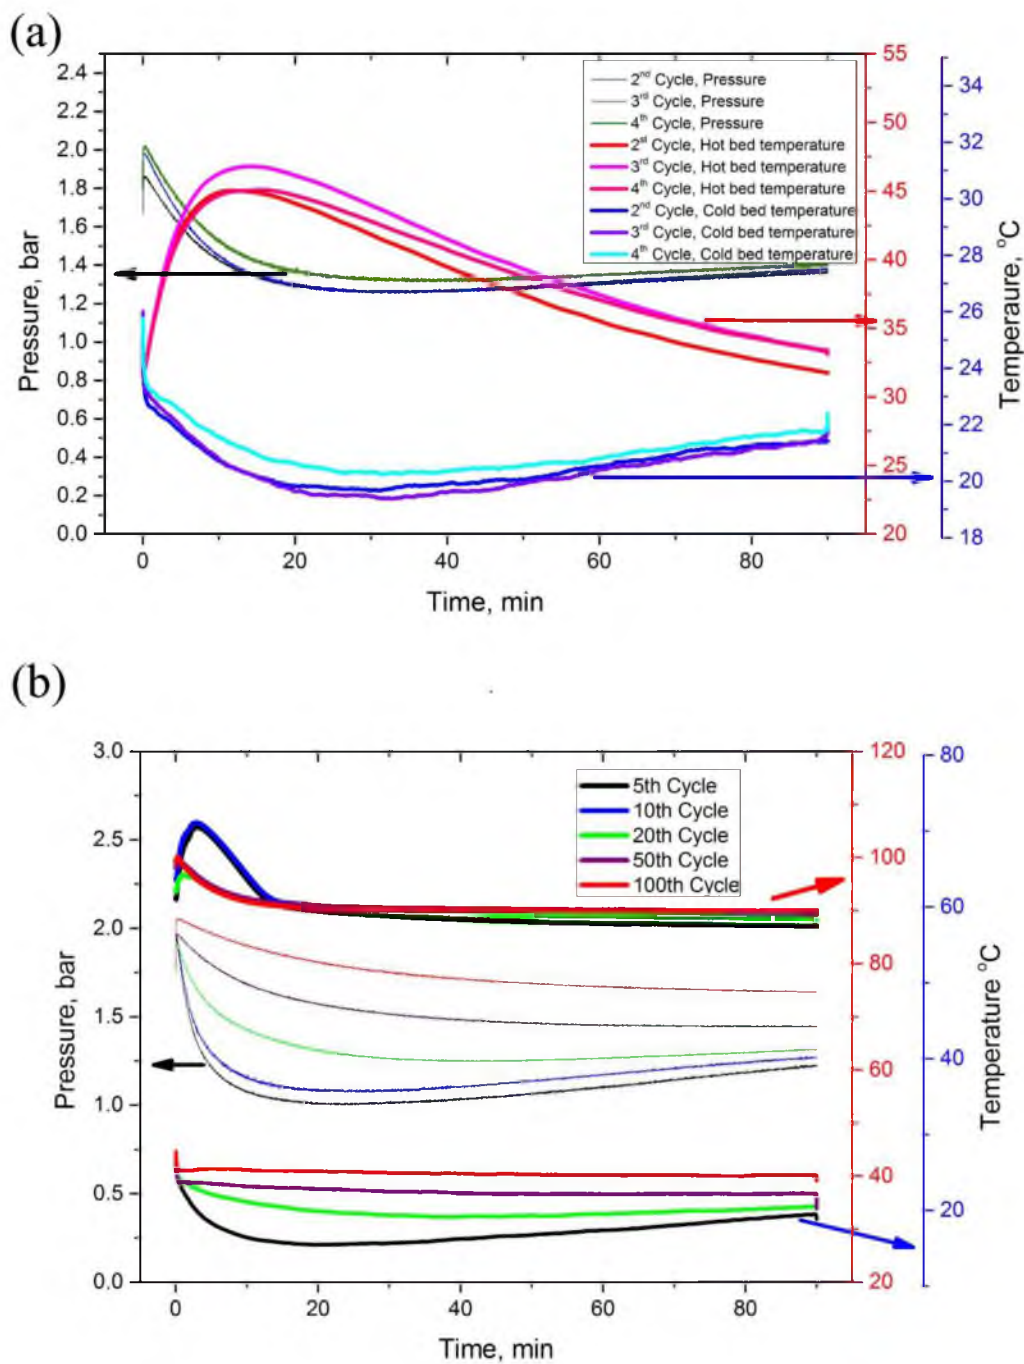 (a)
2nd Cycle, Pressure
3rd Cycle, Pressure
4th Cycle, Pressure
2st Cycle, Hot bed temperature
3rd Cycle, Hot bed temperature
4th Cycle, Hot bed temperature
2nd Cycle, Cold bed temperature
3rd Cycle, Cold bed temperature
4th Cycle, Cold bed temperature
2.4
2.2
2.0
1.8
1.6
1.4
1.2
1.0
0.8
0.6
0.4
0.2
0.0
Pressure, bar
0 20 40 60 80
Time, min
55
50
45
40
35
30
25
20
34
32
30
28
26
24
22
20
18
Temperaure, °C
(b)
5th Cycle
10th Cycle
20th Cycle
50th Cycle
100th Cycle
3.0
2.5
2.0
1.5
1.0
0.5
0.0
Pressure, bar
0 20 40 60 80
Time, min
120
100
80
60
40
20
80
60
40
20
Temperature °C